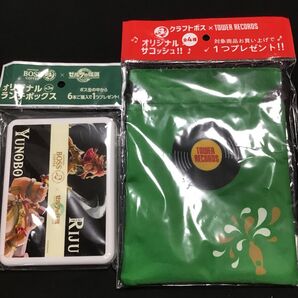 クラフトボス × TOWER RECORDS
オリジナル
サコッシュ!!
全4種
対象商品お買い上げで
1つプレゼント!!
BOSS
ゼルダの伝説
オリジナル
ランチボックス
ボス缶の中から
6本ご購入で1つプレゼント!
YUNOBO
BOSS
RIJU
TOWER
RECORDS